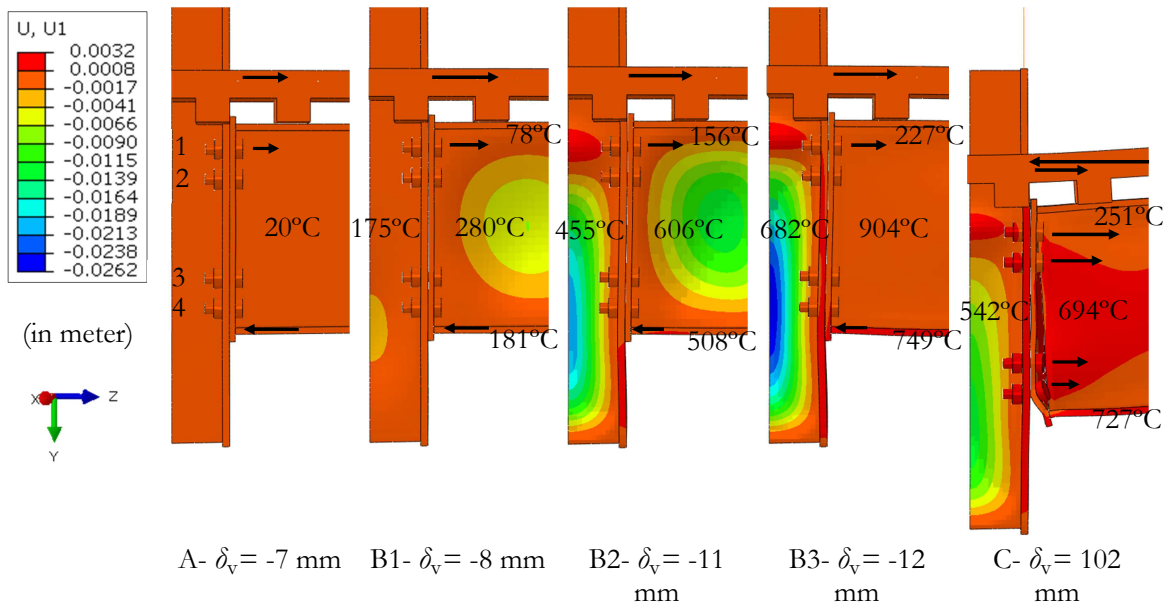 U, U1
0.0032
0.0008
-0.0017
-0.0041
-0.0066
-0.0090
-0.0115
-0.0139
-0.0164
-0.0189
-0.0213
-0.0238
-0.0262
(in meter)
X
Y
Z
1
2
3
4
20ºC
78ºC
175ºC
280ºC
181ºC
156ºC
455ºC
606ºC
508ºC
227ºC
682ºC
904ºC
749ºC
251ºC
542ºC
694ºC
727ºC
A- δv= -7 mm
B1- δv= -8 mm
B2- δv= -11
mm
B3- δv= -12
mm
C- δv= 102
mm